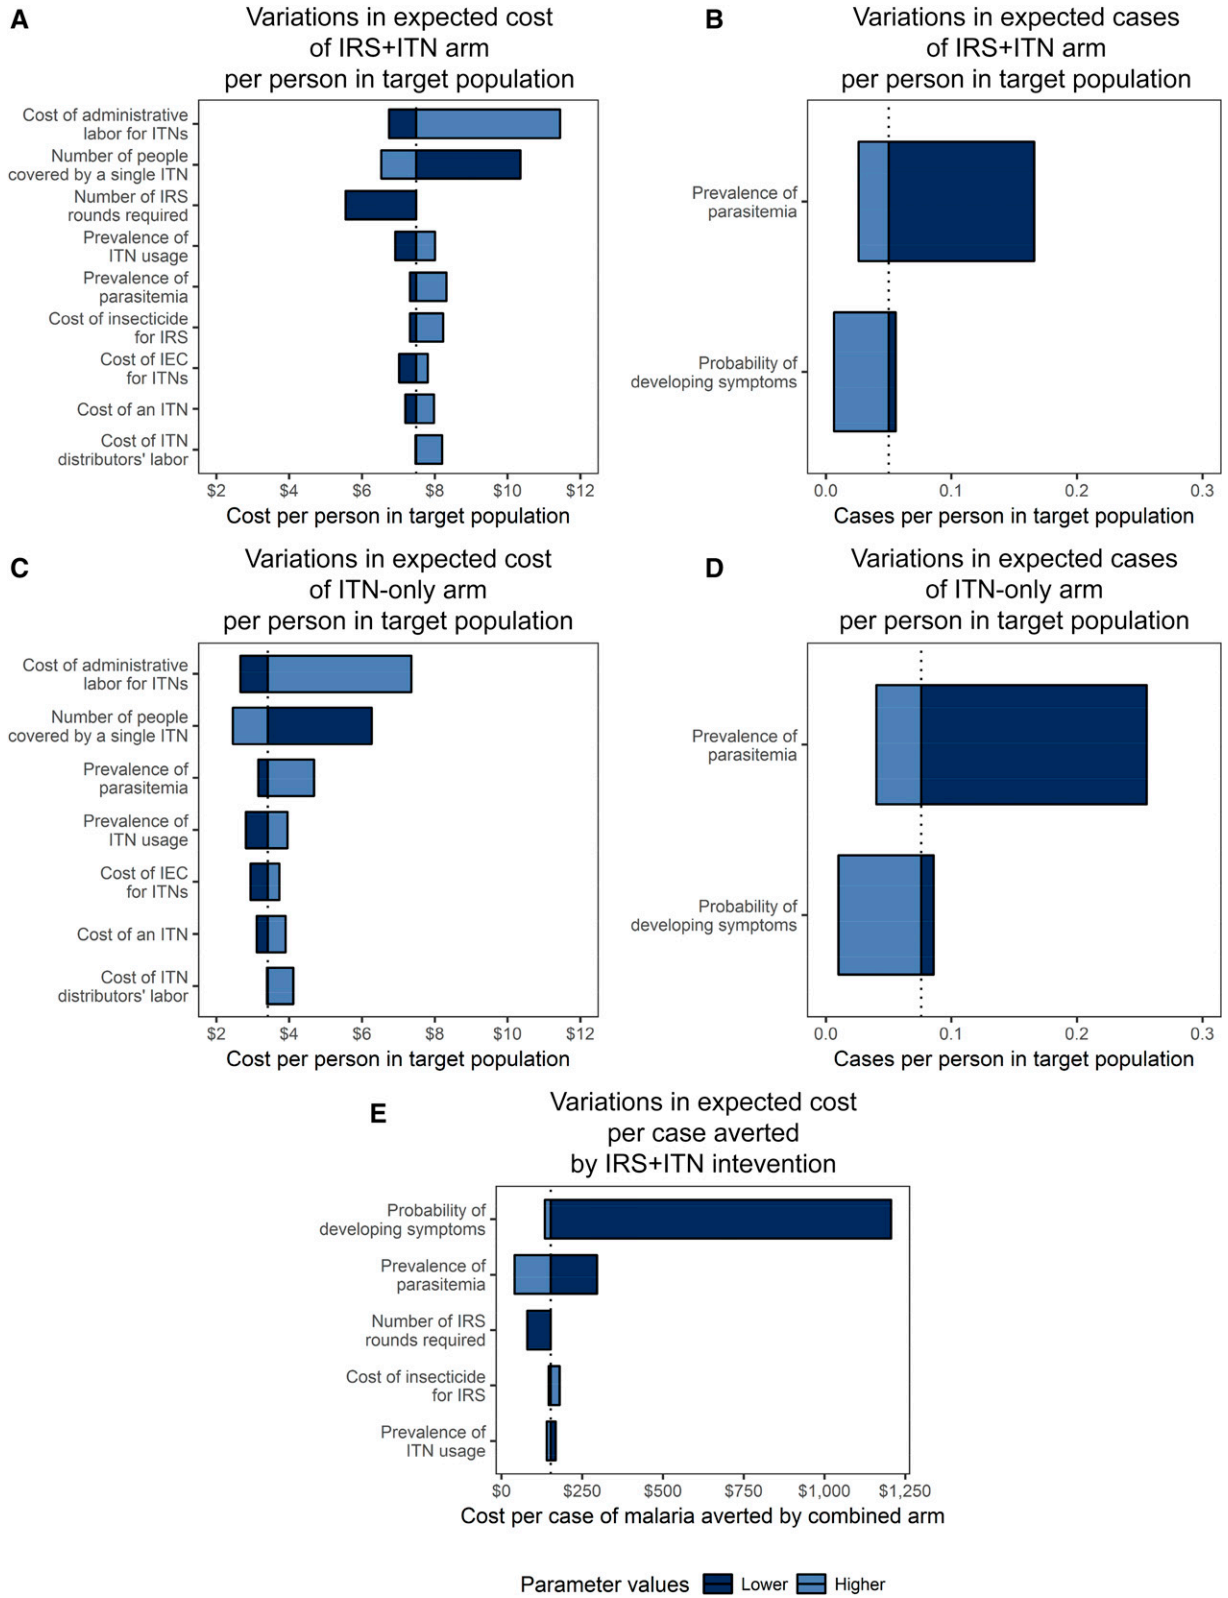 A
Variations in expected cost
of IRS+ITN arm
per person in target population
Cost of administrative
labor for ITNs
Number of people
covered by a single ITN
Number of IRS
rounds required
Prevalence of
ITN usage
Prevalence of
parasitemia
Cost of insecticide
for IRS
Cost of IEC
for ITNs
Cost of an ITN
Cost of ITN
distributors' labor
$2 $4 $6 $8 $10 $12
Cost per person in target population
B
Variations in expected cases
of IRS+ITN arm
per person in target population
Prevalence of
parasitemia
Probability of
developing symptoms
0.0 0.1 0.2 0.3
Cases per person in target population
C
Variations in expected cost
of ITN-only arm
per person in target population
Cost of administrative
labor for ITNs
Number of people
covered by a single ITN
Prevalence of
parasitemia
Prevalence of
ITN usage
Cost of IEC
for ITNs
Cost of an ITN
Cost of ITN
distributors' labor
$2 $4 $6 $8 $10 $12
Cost per person in target population
D
Variations in expected cases
of ITN-only arm
per person in target population
Prevalence of
parasitemia
Probability of
developing symptoms
0.0 0.1 0.2 0.3
Cases per person in target population
E
Variations in expected cost
per case averted
by IRS+ITN intevention
Probability of
developing symptoms
Prevalence of
parasitemia
Number of IRS
rounds required
Cost of insecticide
for IRS
Prevalence of
ITN usage
$0 $250 $500 $750 $1,000 $1,250
Cost per case of malaria averted by combined arm
Parameter values Lower Higher